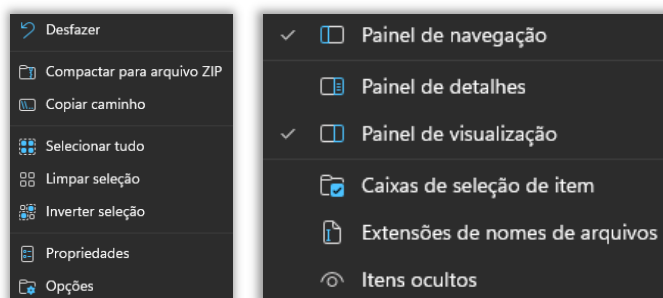 Desfazer
Compactar para arquivo ZIP
Copiar caminho
Selecionar tudo
Limpar seleção
Inverter seleção
Propriedades
Opções
Painel de navegação
Painel de detalhes
Painel de visualização
Caixas de seleção de item
Extensões de nomes de arquivos
Itens ocultos